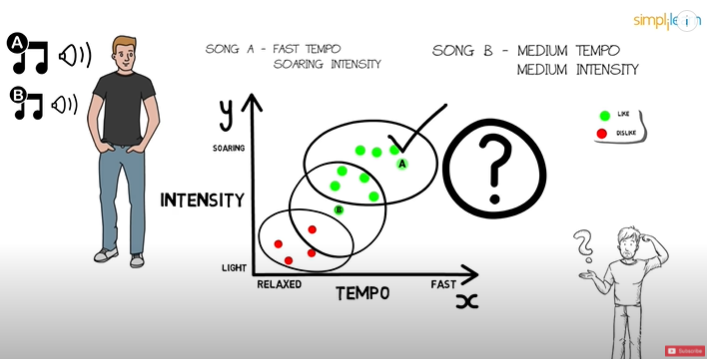 simplilearn
A
SONG A - FAST TEMPO
SOARING INTENSITY
SONG B - MEDIUM TEMPO
MEDIUM INTENSITY
B
y
LIKE
DISLIKE
SOARING
A
?
INTENSITY
B
?
LIGHT
RELAXED
TEMPO
FAST
x
Subscribe